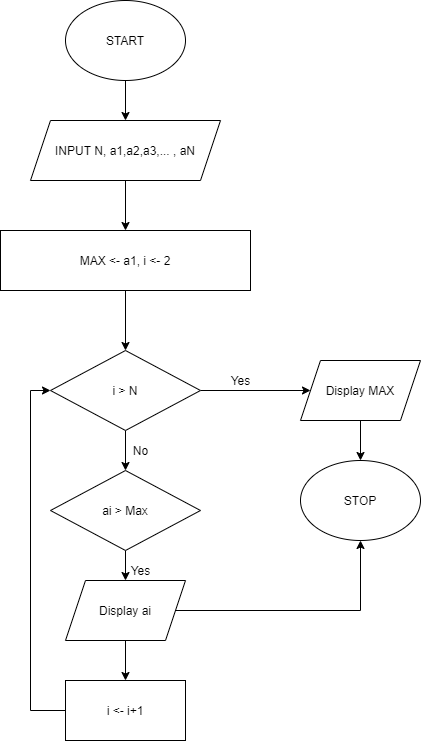 START
INPUT N, a1,a2,a3,... , aN
MAX <- a1, i <- 2
i > N
Yes
Display MAX
No
STOP
ai > Max
Yes
Display ai
i <- i+1